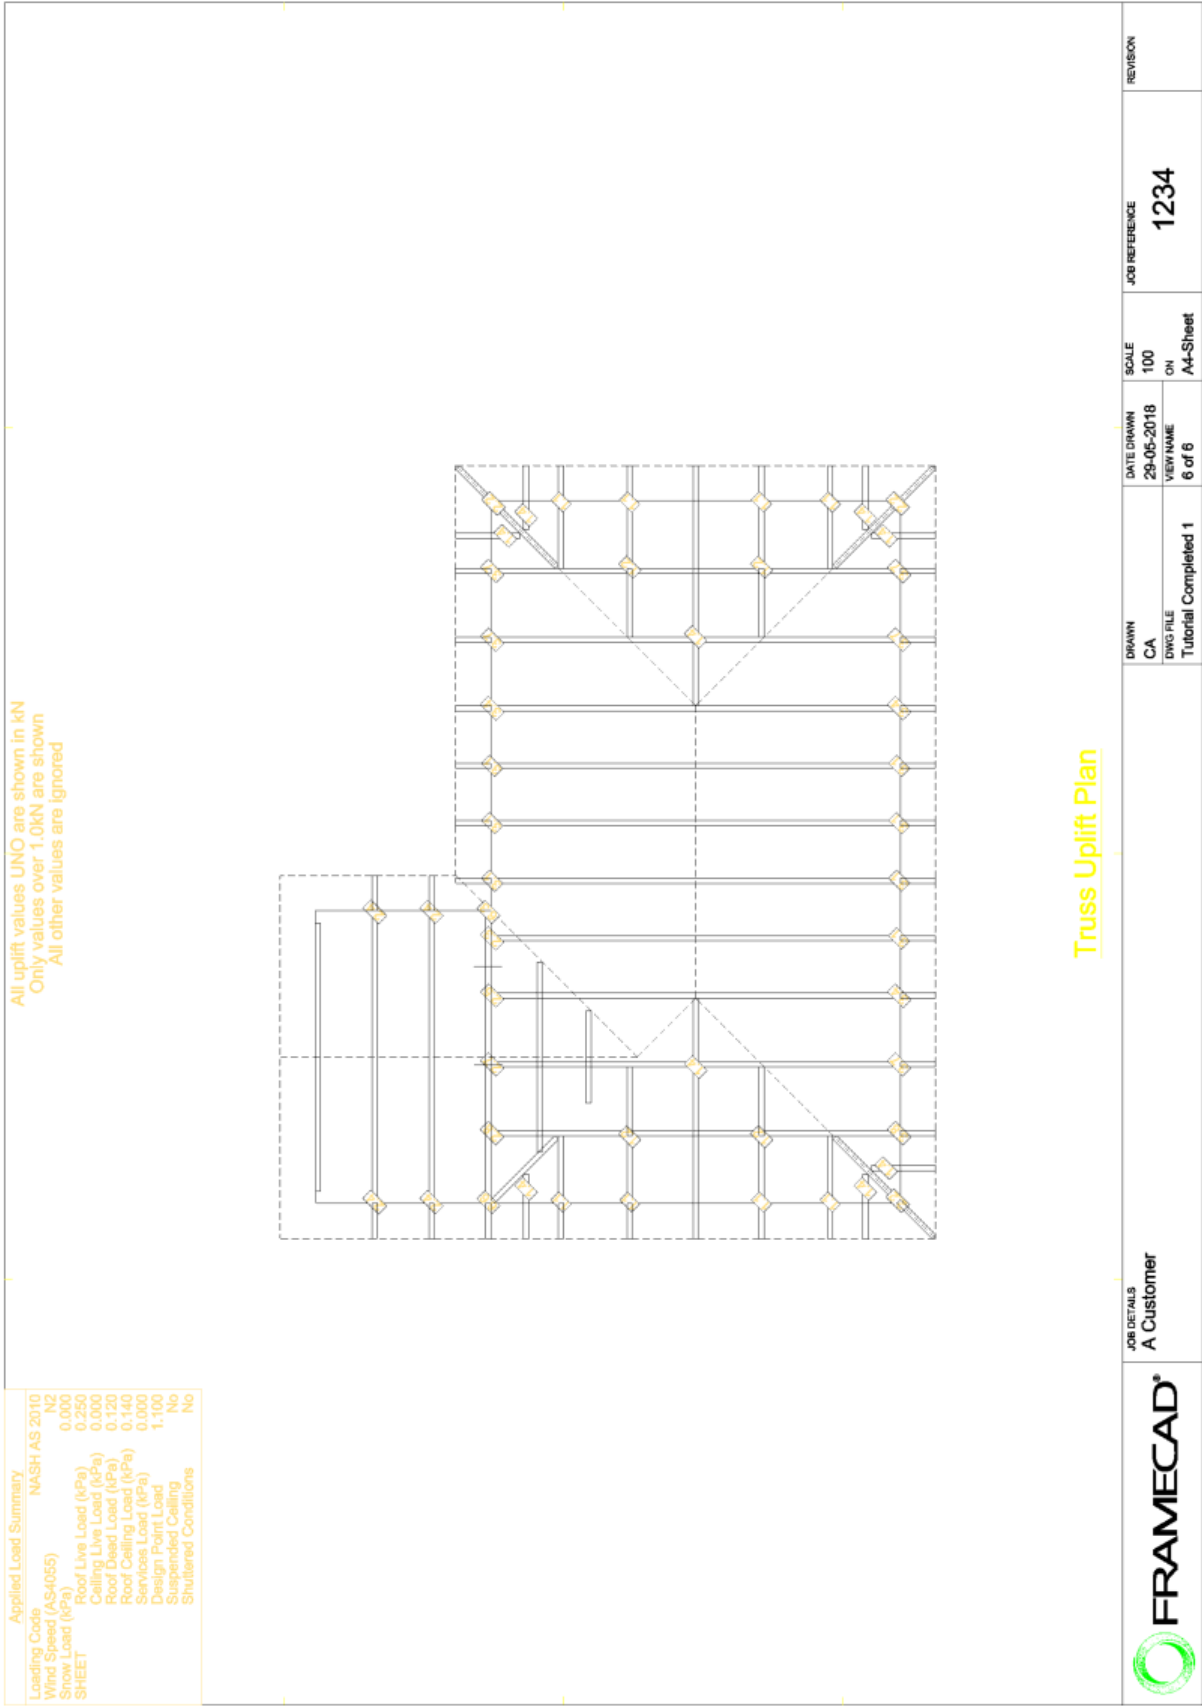 Applied Load Summary
Loading Code NASH AS 2010
Wind Speed (AS4055) N2
Snow Load (kPa) 0.000
SHEET Roof Live Load (kPa) 0.250
Ceiling Live Load (kPa) 0.000
Roof Dead Load (kPa) 0.120
Roof Ceiling Load (kPa) 0.140
Services Load (kPa) 0.000
Design Point Load 1.100
Suspended Ceiling No
Shuttered Conditions No
All uplift values UNO are shown in kN
Only values over 1.0kN are shown
All other values are ignored
Truss Uplift Plan
FRAMECAD®
JOB DETAILS
A Customer
DRAWN
CA
DWG FILE
Tutorial Completed 1
DATE DRAWN
29-05-2018
VIEW NAME
6 of 6
SCALE
100
ON
A4-Sheet
JOB REFERENCE
1234
REVISION